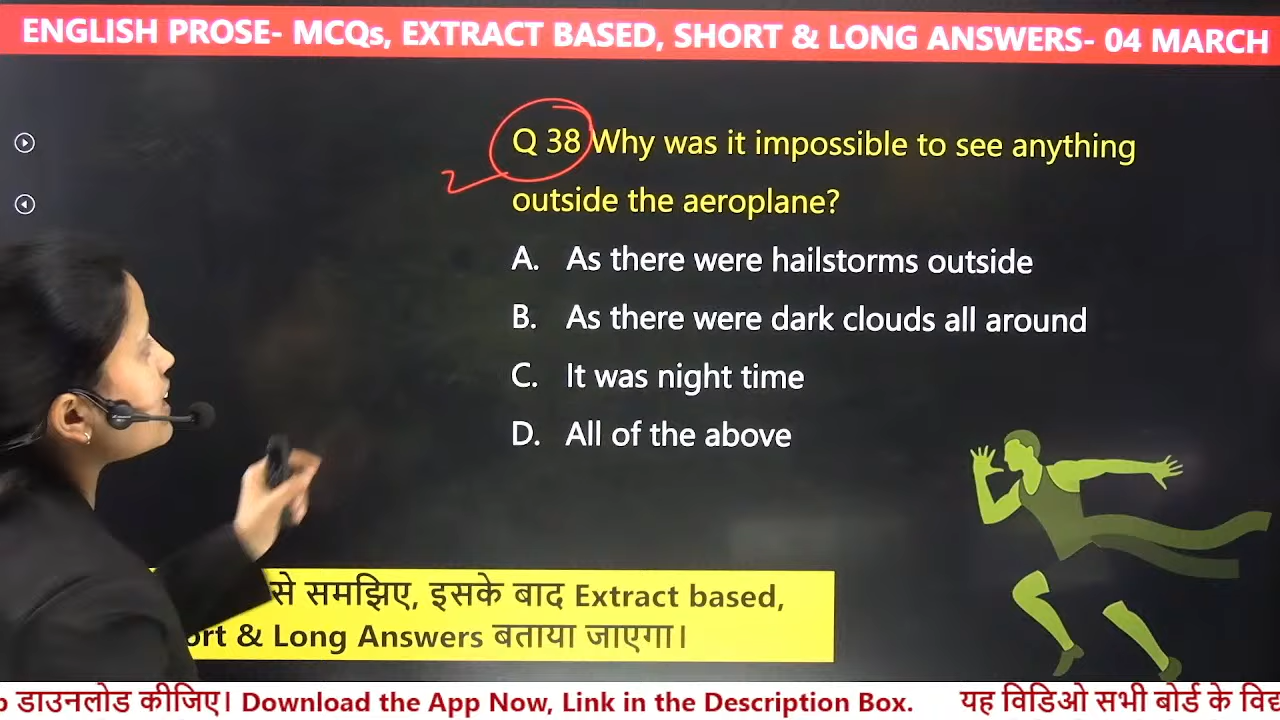 ENGLISH PROSE- MCQs, EXTRACT BASED, SHORT & LONG ANSWERS- 04 MARCH
Q 38 Why was it impossible to see anything
outside the aeroplane?
A. As there were hailstorms outside
B. As there were dark clouds all around
C. It was night time
D. All of the above
से समझिए, इसके बाद Extract based,
& Long Answers बताया जाएगा।
डाउनलोड कीजिए। Download the App Now, Link in the Description Box. यह विडिओ सभी बोर्ड के